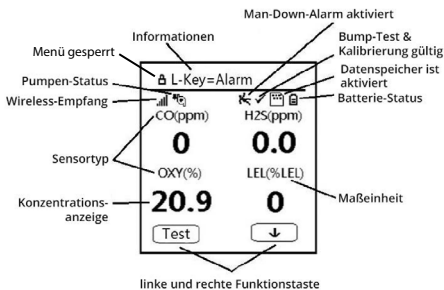 Man-Down-Alarm aktiviert
Informationen
Bump-Test &
Kalibrierung gültig
Menü gesperrt
L-Key=Alarm
Datenspeicher ist
aktiviert
Pumpen-Status
Wireless-Empfang
Batterie-Status
CO(ppm)
H2S(ppm)
0
0.0
Sensortyp
OXY(%)
LEL(%LEL)
Maßeinheit
Konzentrations-
anzeige
20.9
0
Test
linke und rechte Funktionstaste